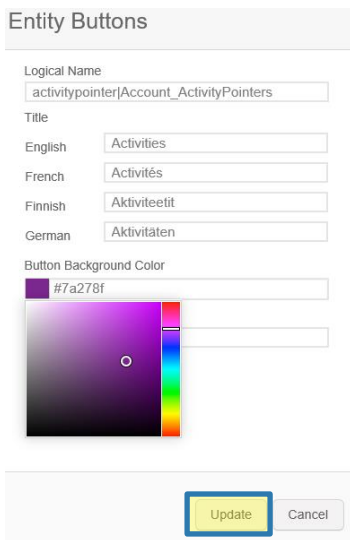 Entity Buttons
Logical Name
activitypointer|Account_ActivityPointers
Title
English Activities
French Activités
Finnish Aktiviteetit
German Aktivitäten
Button Background Color
#7a278f
Update Cancel